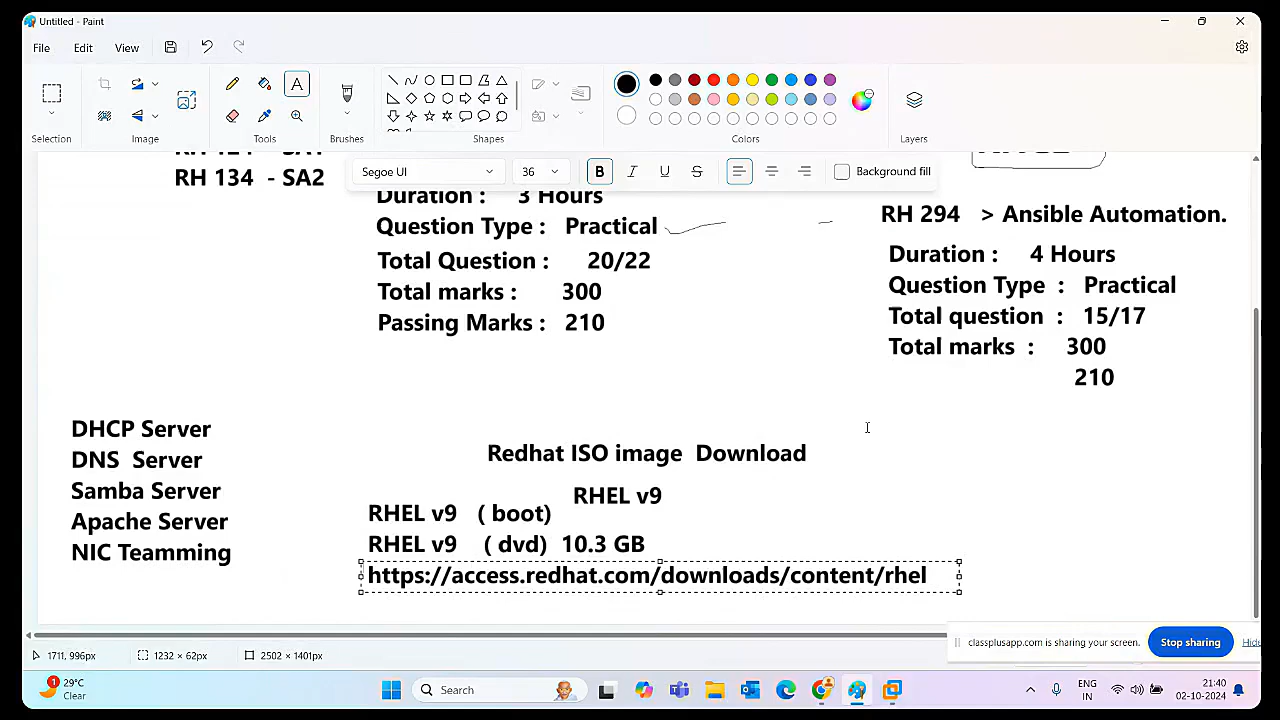 Untitled - Paint
File Edit View
Selection Image Tools Brushes Shapes Colors Layers
Segoe UI 36 B I U S Background fill
RH 134 - SA2
Duration : 3 Hours
Question Type : Practical
Total Question : 20/22
Total marks : 300
Passing Marks : 210
RH 294 > Ansible Automation.
Duration : 4 Hours
Question Type : Practical
Total question : 15/17
Total marks : 300
210
DHCP Server
DNS Server
Samba Server
Apache Server
NIC Teamming
Redhat ISO image Download
RHEL v9
RHEL v9 ( boot)
RHEL v9 ( dvd) 10.3 GB
https://access.redhat.com/downloads/content/rhel
classplusapp.com is sharing your screen. Stop sharing Hide
1711, 996px 1232 × 62px 2502 × 1401px
29°C
Clear
Search
ENG
IN
21:40
02-10-2024